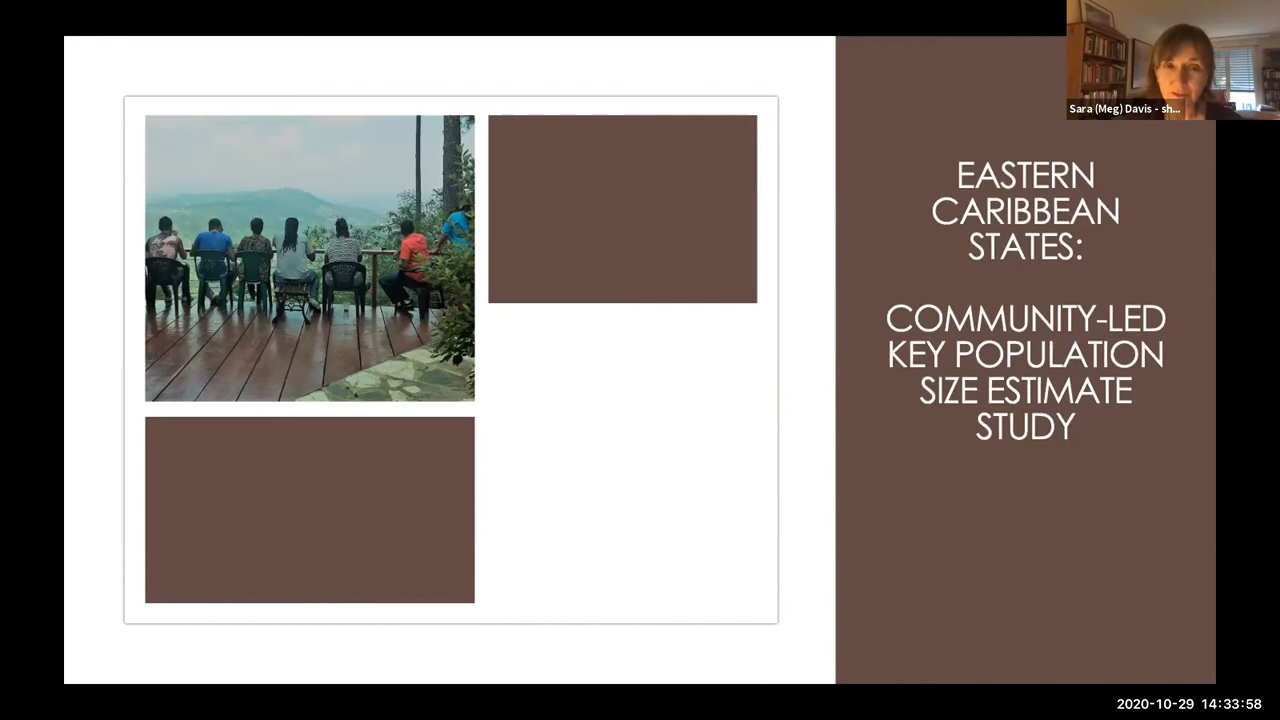 Sara (Meg) Davis - sh...
EASTERN
CARIBBEAN
STATES:
COMMUNITY-LED
KEY POPULATION
SIZE ESTIMATE
STUDY
2020-10-29 14:33:58